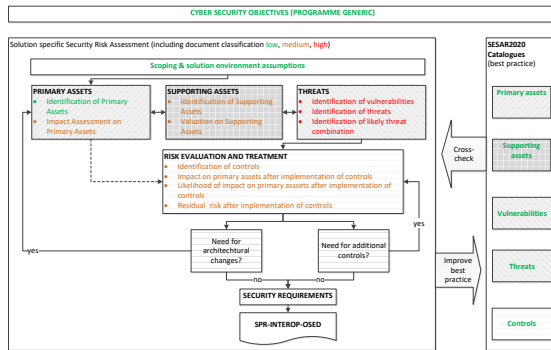 CYBER SECURITY OBJECTIVES (PROGRAMME GENERIC)
Solution specific Security Risk Assessment (including document classification low, medium, high)
SESAR2020
Catalogues
(best practice)
Scoping & solution environment assumptions
PRIMARY ASSETS
• Identification of Primary
Assets
• Impact Assessment on
Primary Assets
SUPPORTING ASSETS
• Identification of Supporting
Assets
• Valuation on Supporting
Assets
THREATS
• Identification of vulnerabilities
• Identification of threats
• Identification of likely threat
combination
Primary assets
Cross-
check
Supporting
assets
RISK EVALUATION AND TREATMENT
• Identification of controls
• Impact on primary assets after implementation of controls
• Likelihood of impact on primary asssets after implementation of
controls
• Residual risk after implementation of controls
yes
Vulnerabilities
yes
Need for
architechtural
changes?
Need for additional
controls?
Improve
best
practice
Threats
no
no
SECURITY REQUIREMENTS
SPR-INTEROP-OSED
Controls